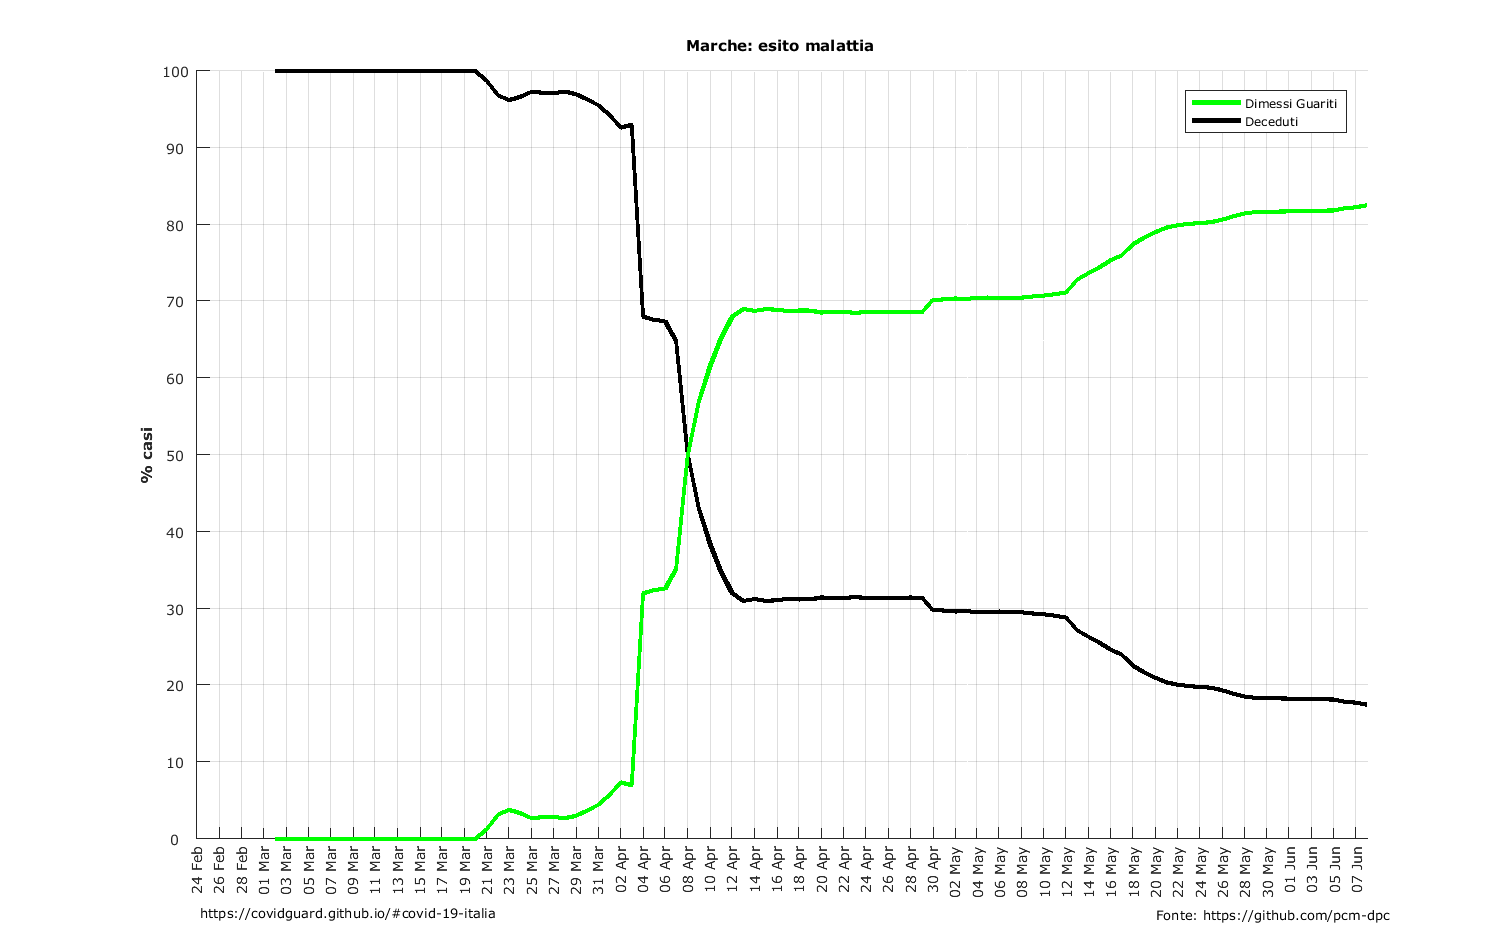 Marche: esito malattia
100
90
80
70
60
50
40
30
20
10
0
% casi
Dimessi Guariti
Deceduti
24 Feb
26 Feb
28 Feb
01 Mar
03 Mar
05 Mar
07 Mar
09 Mar
11 Mar
13 Mar
15 Mar
17 Mar
19 Mar
21 Mar
23 Mar
25 Mar
27 Mar
29 Mar
31 Mar
02 Apr
04 Apr
06 Apr
08 Apr
10 Apr
12 Apr
14 Apr
16 Apr
18 Apr
20 Apr
22 Apr
24 Apr
26 Apr
28 Apr
30 Apr
02 May
04 May
06 May
08 May
10 May
12 May
14 May
16 May
18 May
20 May
22 May
24 May
26 May
28 May
30 May
01 Jun
03 Jun
05 Jun
07 Jun
https://covidguard.github.io/#covid-19-italia
Fonte: https://github.com/pcm-dpc